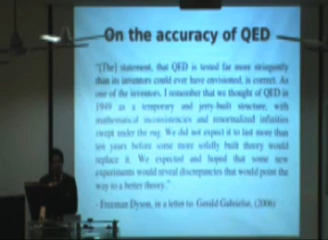 On the accuracy of QED
"[The] statement, that QED is tested far more stringently
than its inventors could ever have envisioned, is correct. As
one of the inventors, I remember that we thought of QED in
1949 as a temporary and jerry-built structure, with
mathematical inconsistencies and renormalized infinities
swept under the rug. We did not expect it to last more than
ten years before some more solidly built theory would
replace it. We expected and hoped that some new
experiments would reveal discrepancies that would point the
way to a better theory."
- Freeman Dyson, in a letter to Gerald Gabrielse, (2006)